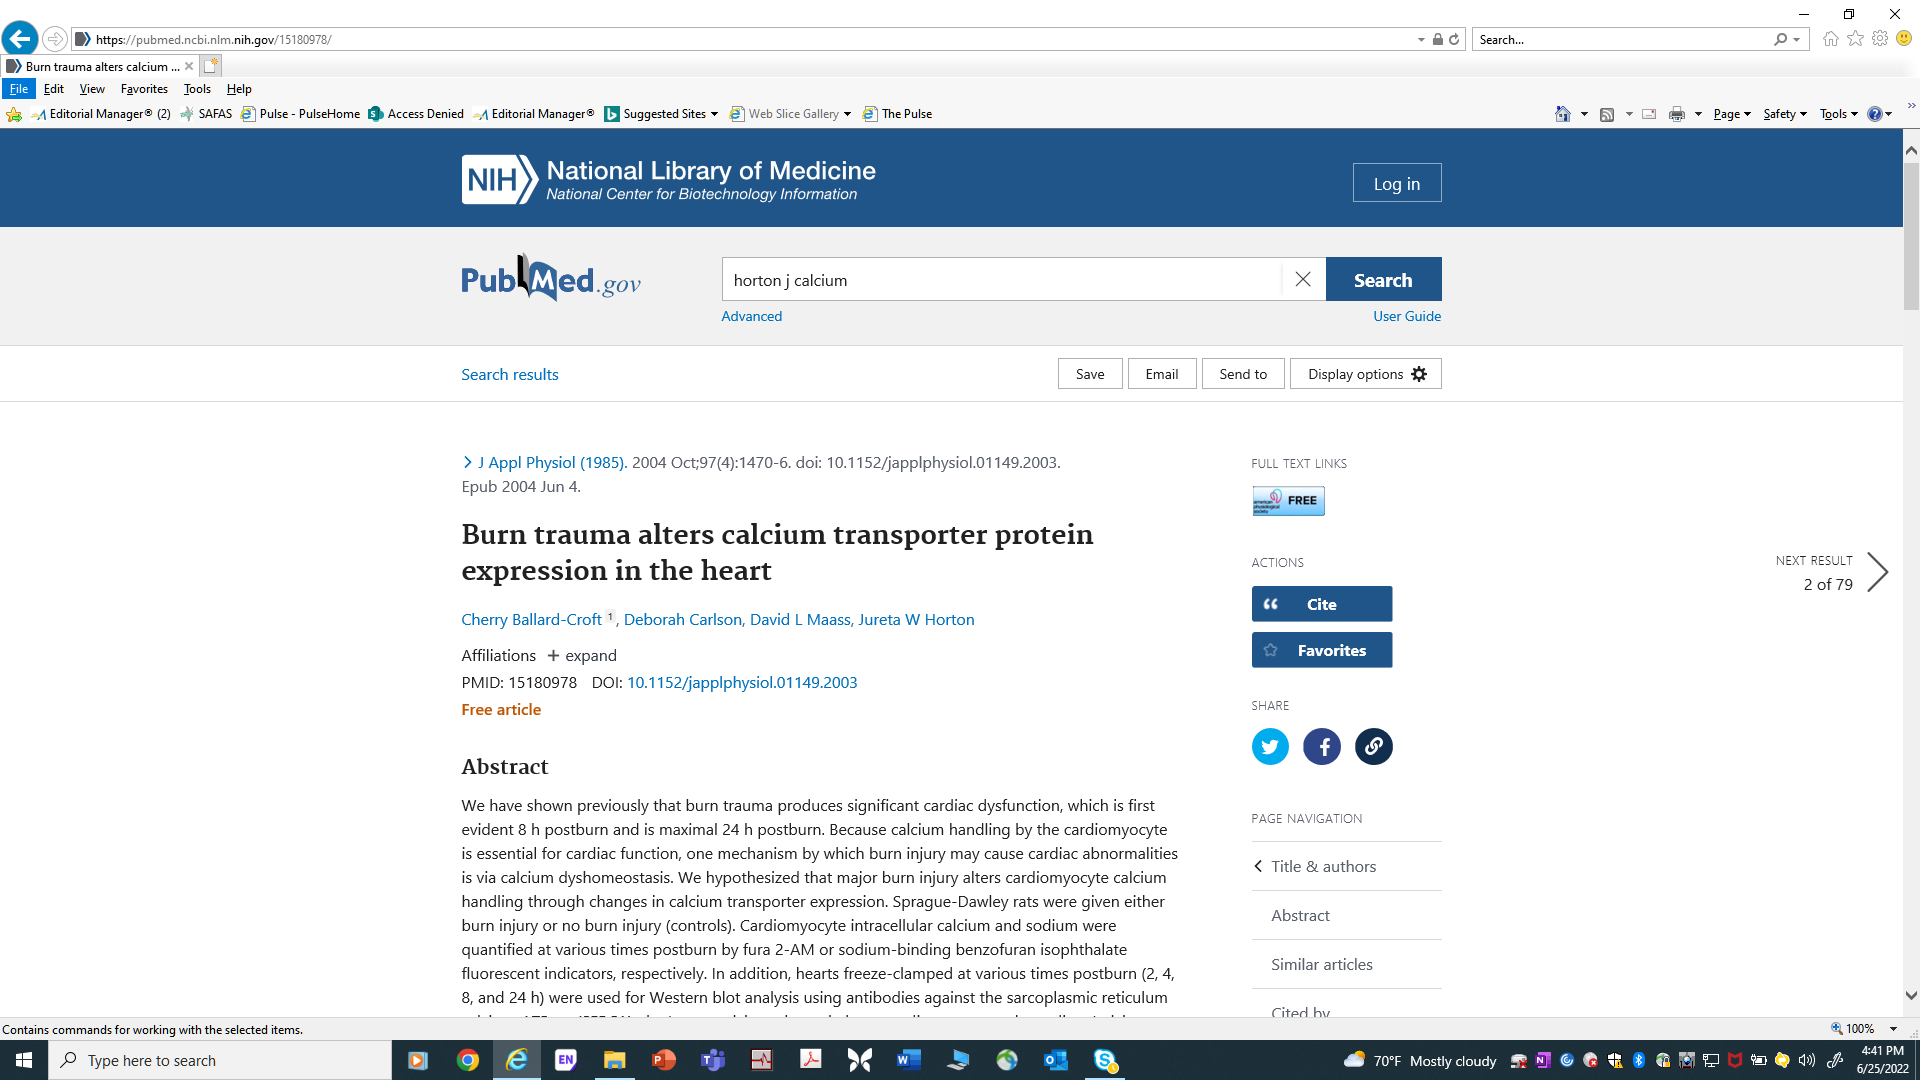 https://pubmed.ncbi.nlm.nih.gov/15180978/
Search...
Burn trauma alters calcium ...
File Edit View Favorites Tools Help
Editorial Manager® (2) SAFAS Pulse - PulseHome Access Denied Editorial Manager® Suggested Sites Web Slice Gallery The Pulse
Page Safety Tools
NIH National Library of Medicine
National Center for Biotechnology Information
Log in
PubMed.gov
horton j calcium
Search
Advanced
User Guide
Search results
Save Email Send to Display options
J Appl Physiol (1985). 2004 Oct;97(4):1470-6. doi: 10.1152/japplphysiol.01149.2003.
Epub 2004 Jun 4.
Burn trauma alters calcium transporter protein
expression in the heart
Cherry Ballard-Croft 1, Deborah Carlson, David L Maass, Jureta W Horton
Affiliations + expand
PMID: 15180978 DOI: 10.1152/japplphysiol.01149.2003
Free article
Abstract
We have shown previously that burn trauma produces significant cardiac dysfunction, which is first
evident 8 h postburn and is maximal 24 h postburn. Because calcium handling by the cardiomyocyte
is essential for cardiac function, one mechanism by which burn injury may cause cardiac abnormalities
is via calcium dyshomeostasis. We hypothesized that major burn injury alters cardiomyocyte calcium
handling through changes in calcium transporter expression. Sprague-Dawley rats were given either
burn injury or no burn injury (controls). Cardiomyocyte intracellular calcium and sodium were
quantified at various times postburn by fura 2-AM or sodium-binding benzofuran isophthalate
fluorescent indicators, respectively. In addition, hearts freeze-clamped at various times postburn (2, 4,
8, and 24 h) were used for Western blot analysis using antibodies against the sarcoplasmic reticulum
FULL TEXT LINKS
american physiological society FREE
ACTIONS
Cite
Favorites
SHARE
PAGE NAVIGATION
Title & authors
Abstract
Similar articles
Cited by
NEXT RESULT
2 of 79
Contains commands for working with the selected items.
100%
Type here to search
EN
70°F Mostly cloudy
4:41 PM
6/25/2022